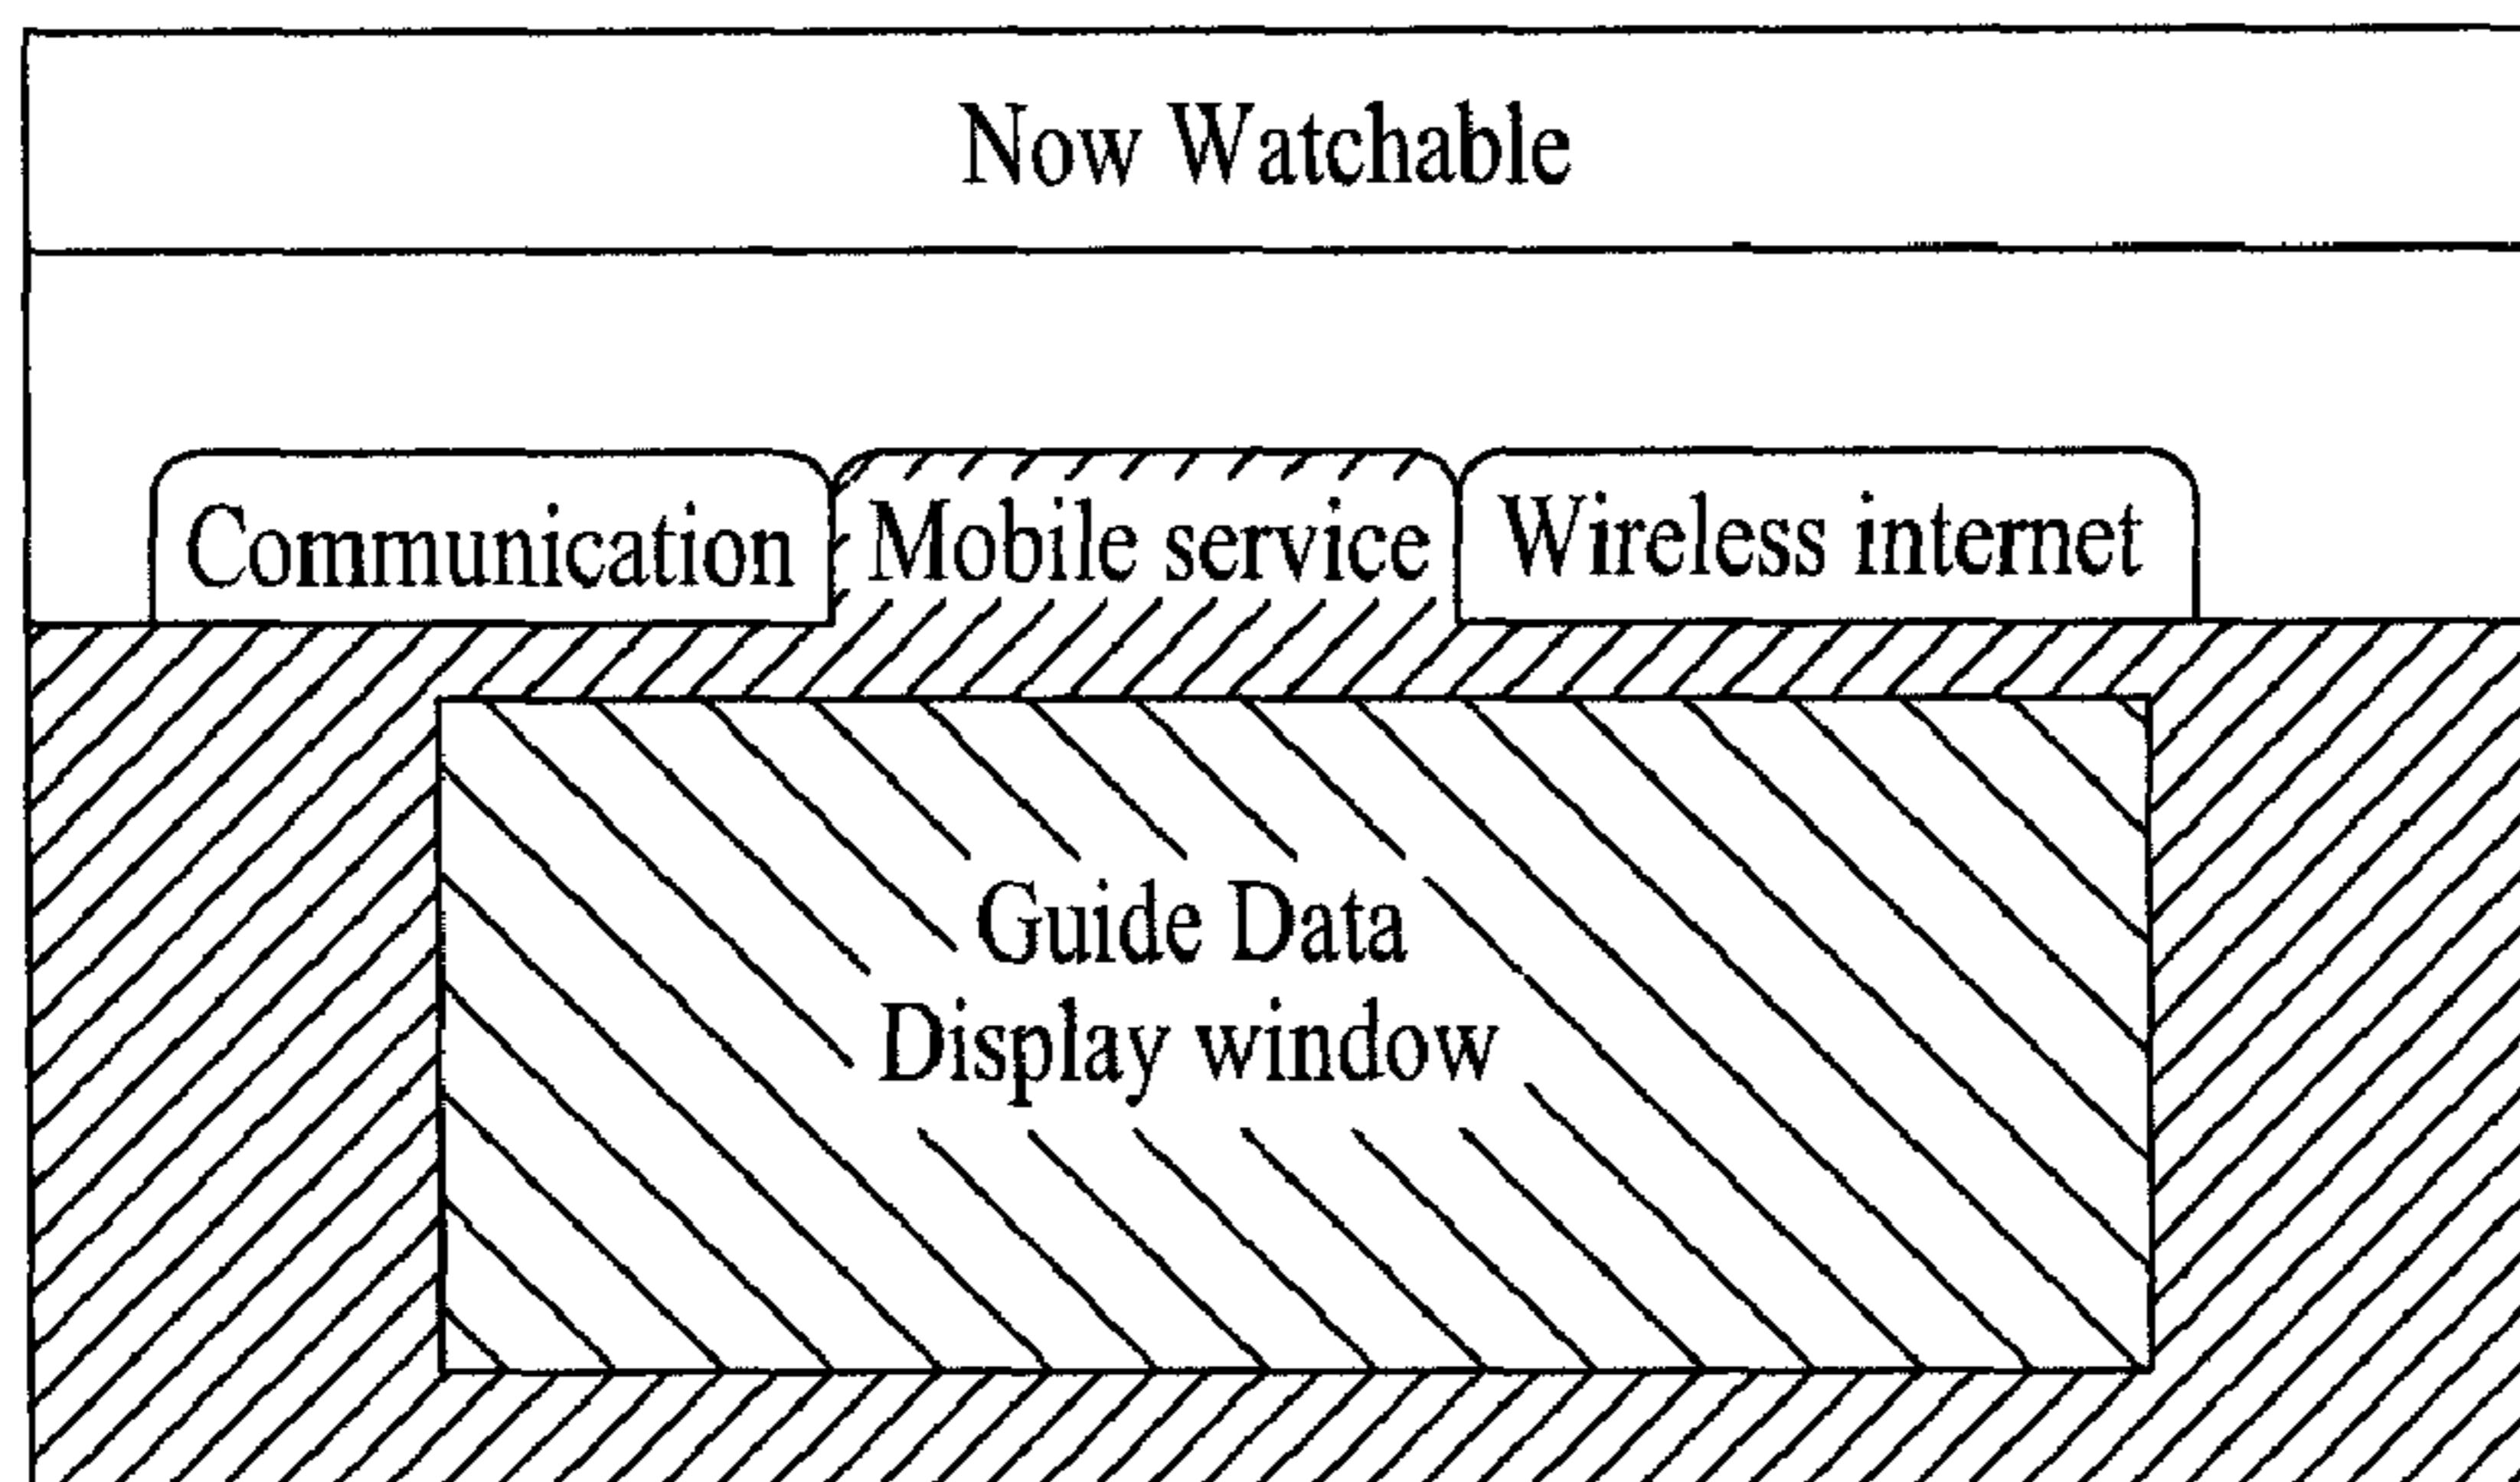 Now Watchable
Communication Mobile service Wireless internet
Guide Data
Display window